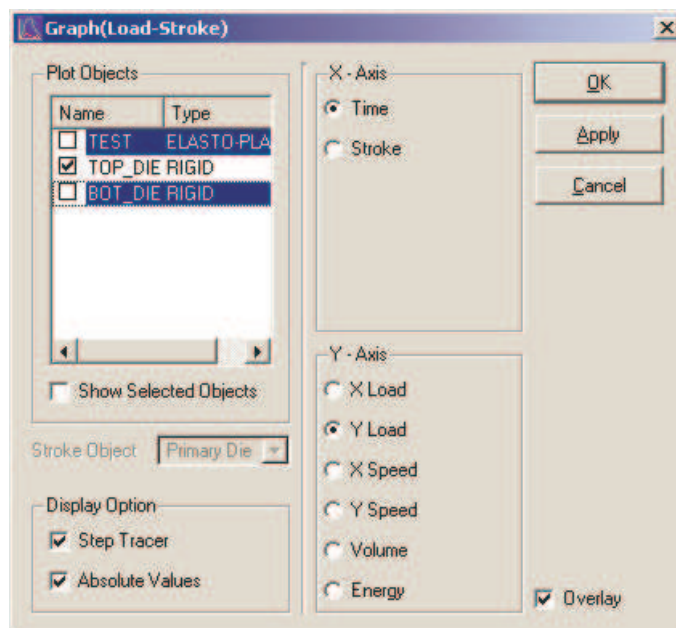 Graph(Load-Stroke)
Plot Objects
Name Type
TEST ELASTO-PLA
TOP_DIE RIGID
BOT_DIE RIGID
Show Selected Objects
Stroke Object Primary Die
Display Option
Step Tracer
Absolute Values
X - Axis
Time
Stroke
Y - Axis
X Load
Y Load
X Speed
Y Speed
Volume
Energy
OK
Apply
Cancel
Overlay